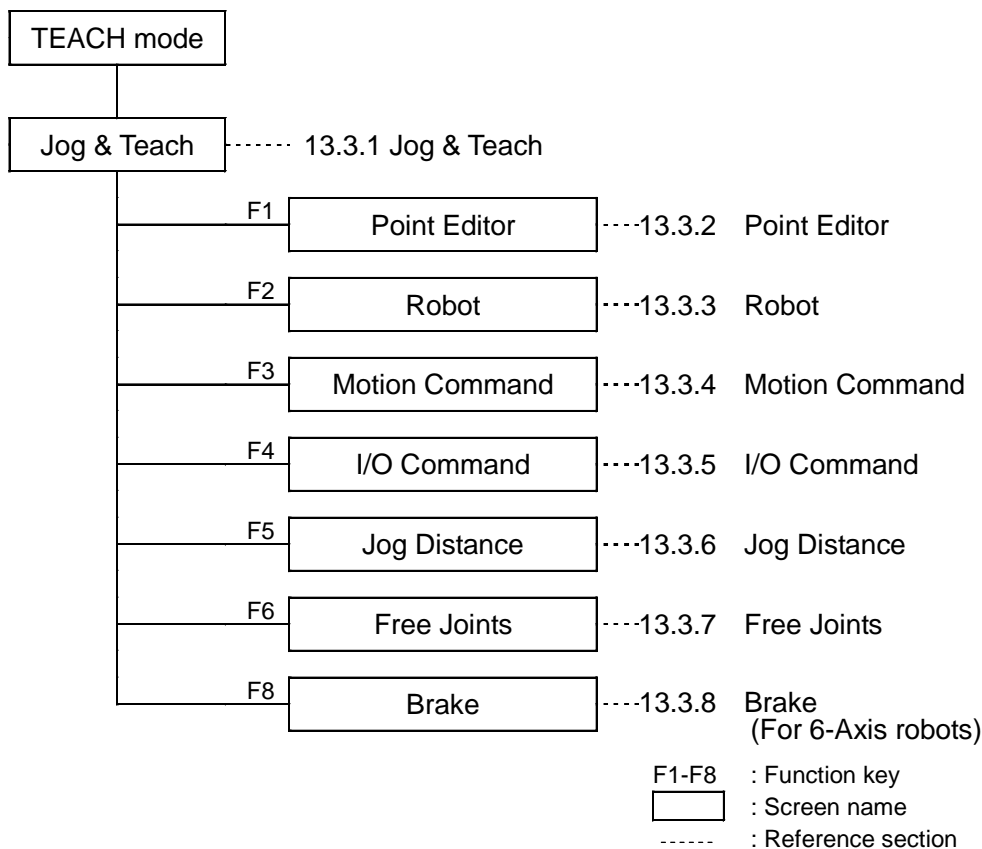 TEACH mode
Jog & Teach 13.3.1 Jog & Teach
F1 Point Editor 13.3.2 Point Editor
F2 Robot 13.3.3 Robot
F3 Motion Command 13.3.4 Motion Command
F4 I/O Command 13.3.5 I/O Command
F5 Jog Distance 13.3.6 Jog Distance
F6 Free Joints 13.3.7 Free Joints
F8 Brake 13.3.8 Brake
(For 6-Axis robots)
F1-F8 : Function key
: Screen name
: Reference section